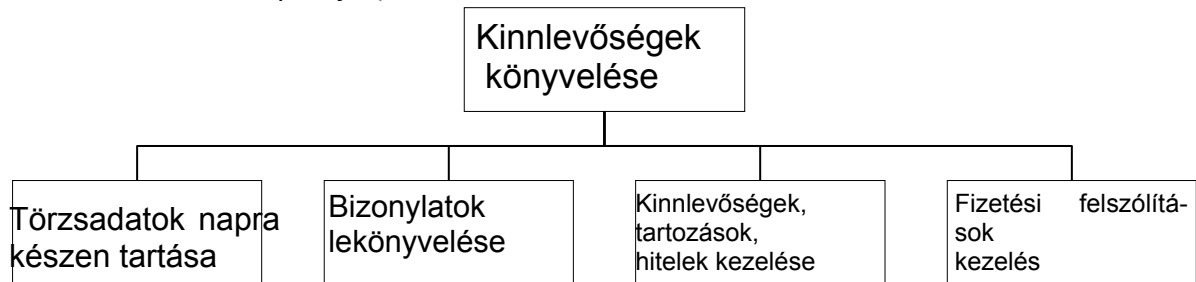 Kinnlevőségek
könyvelése
Törzsadatok napra
készen tartása
Bizonylatok
lekönyvelése
Kinnlevőségek,
tartozások,
hitelek kezelése
Fizetési felszólítá-
sok
kezelés